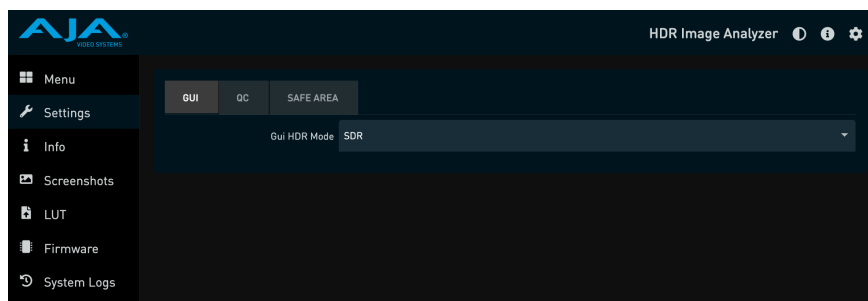 AJA
VIDEO SYSTEMS
HDR Image Analyzer
Menu
Settings
Info
Screenshots
LUT
Firmware
System Logs
GUI QC SAFE AREA
Gui HDR Mode SDR